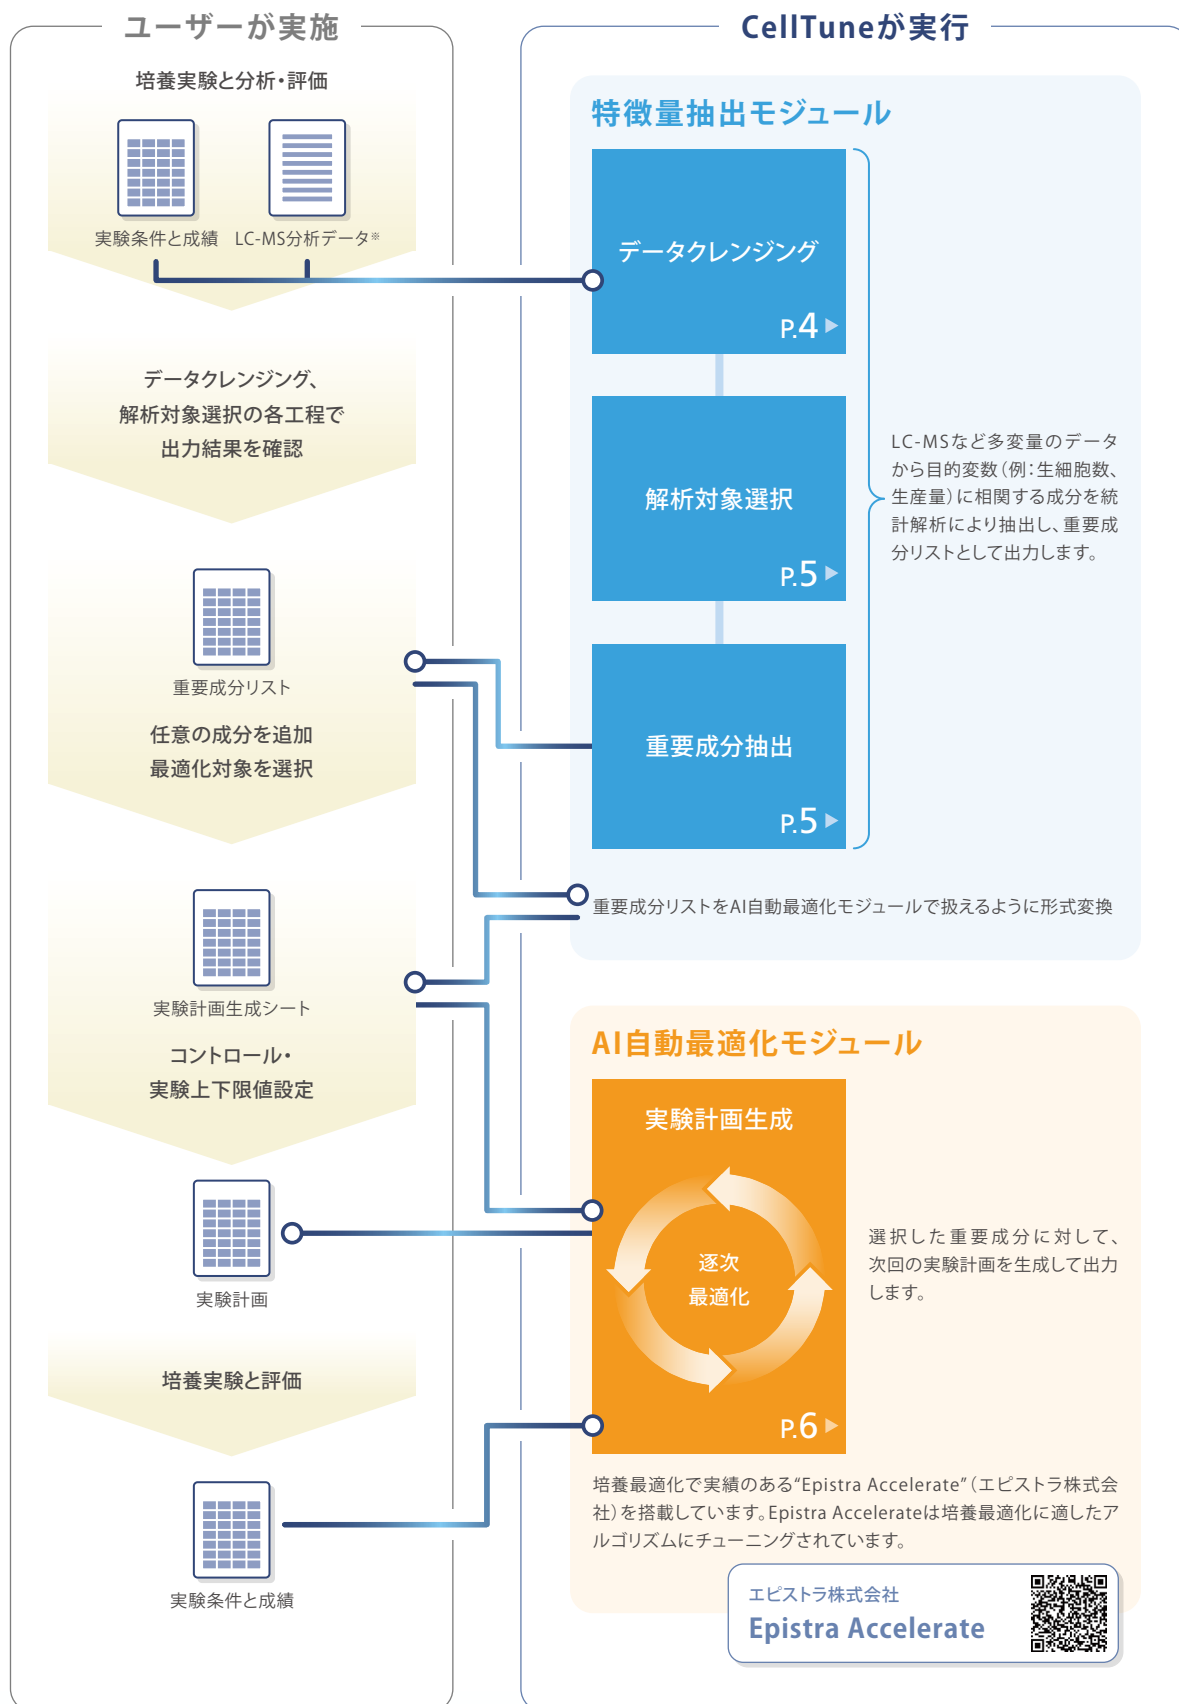 ユーザーが実施
培養実験と分析・評価
実験条件と成績
LC-MS分析データ※
データクレンジング、
解析対象選択の各工程で
出力結果を確認
重要成分リスト
任意の成分を追加
最適化対象を選択
実験計画生成シート
コントロール・
実験上下限値設定
実験計画
培養実験と評価
実験条件と成績
CellTuneが実行
特徴量抽出モジュール
データクレンジング
P.4
解析対象選択
P.5
重要成分抽出
P.5
LC-MSなど多変量のデータ
から目的変数（例：生細胞数、
生産量）に相関する成分を統
計解析により抽出し、重要成
分リストとして出力します。
重要成分リストをAI自動最適化モジュールで扱えるように形式変換
AI自動最適化モジュール
実験計画生成
逐次
最適化
P.6
選択した重要成分に対して、
次回の実験計画を生成して出力
します。
培養最適化で実績のある“Epistra Accelerate”（エピストラ株式会
社）を搭載しています。Epistra Accelerateは培養最適化に適したア
ルゴリズムにチューニングされています。
エピストラ株式会社
Epistra Accelerate